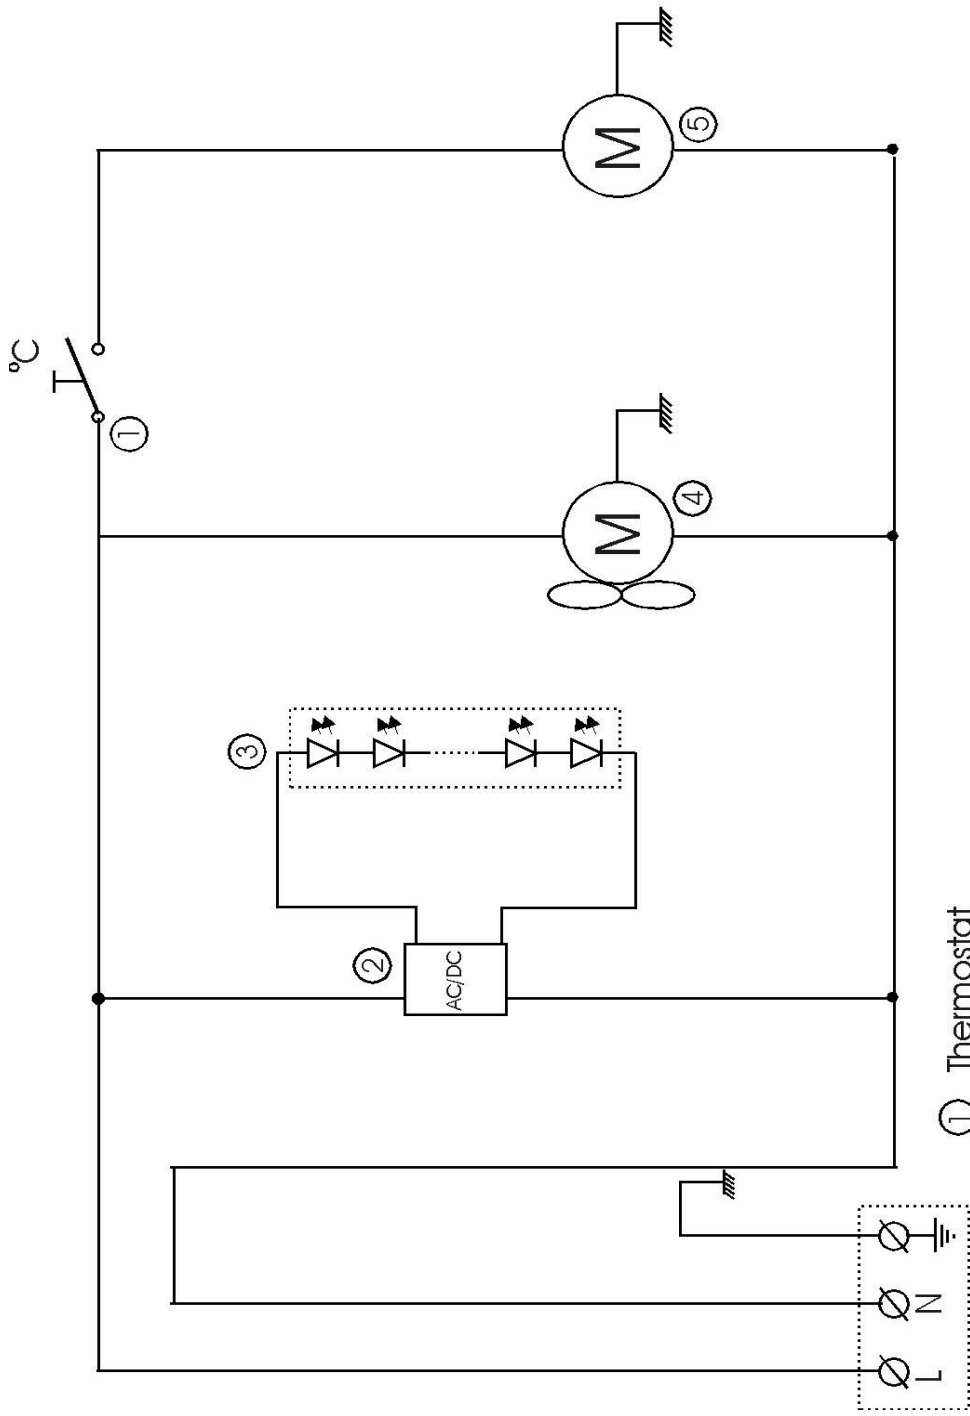 °C
①
M
⑤
M
④
③
②
AC/DC
L
N
① Thermostat